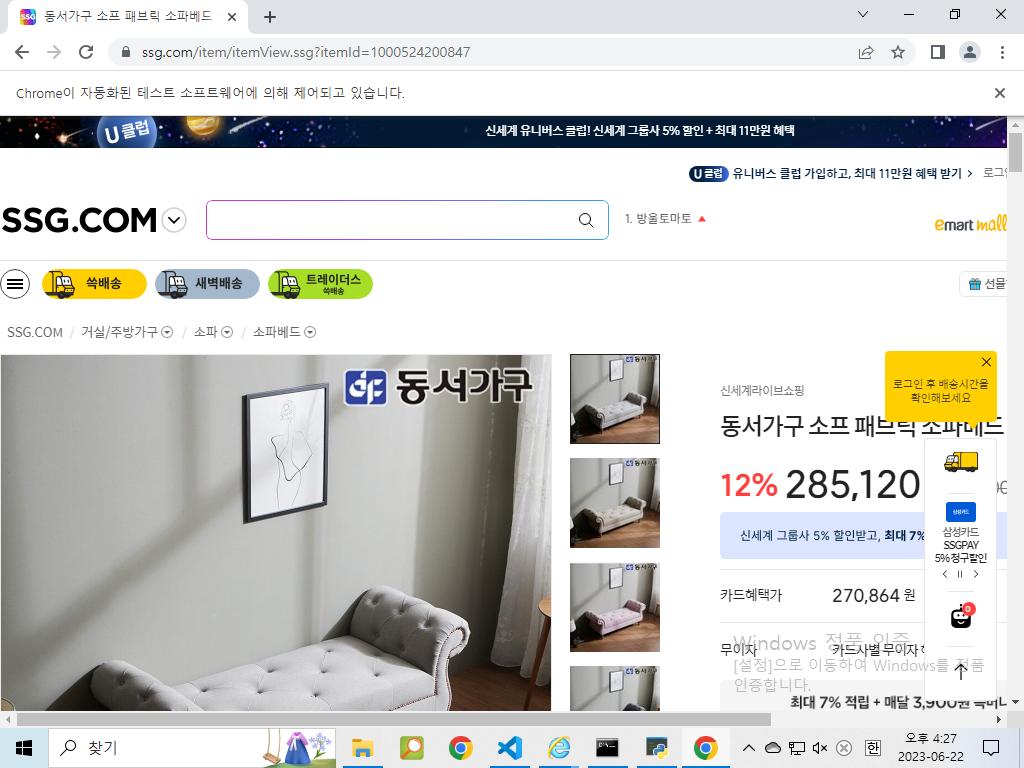 동서가구 소프 패브릭 소파베드
ssg.com/item/itemView.ssg?itemId=1000524200847
Chrome이 자동화된 테스트 소프트웨어에 의해 제어되고 있습니다.
U클럽
신세계 유니버스 클럽! 신세계 그룹사 5% 할인 + 최대 11만원 혜택
U클럽 유니버스 클럽 가입하고, 최대 11만원 혜택 받기
SSG.COM
1. 방울토마토
emart mall
쓱배송
새벽배송
트레이더스
쓱배송
선물
SSG.COM / 거실/주방가구 / 소파 / 소파베드
동서가구
신세계라이브쇼핑
로그인 후 배송시간을
확인해보세요
동서가구 소프 패브릭 소파베드
12% 285,120
신세계 그룹사 5% 할인받고, 최대 7%
삼성카드
삼성카드
SSGPAY
5% 청구할인
카드혜택가 270,864 원
0
무이자 카드사별 무이자
Windows 정품 인증
[설정]으로 이동하여 Windows를 정품
인증합니다.
최대 7% 적립 + 매달 3,900원
찾기
오후 4:27
2023-06-22
한